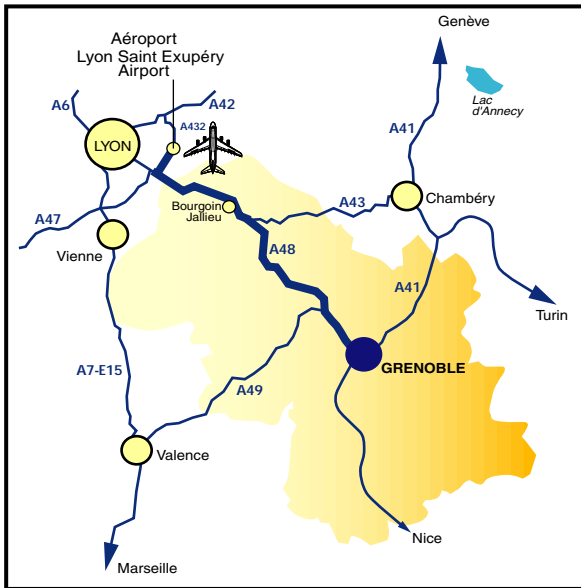 Genève
Aéroport
Lyon Saint Exupéry
Airport
A6
A42
Lac
d'Annecy
A432
A41
LYON
Chambéry
A43
Bourgoin
Jallieu
A47
Vienne
A48
A41
Turin
GRENOBLE
A7-E15
A49
Valence
Nice
Marseille